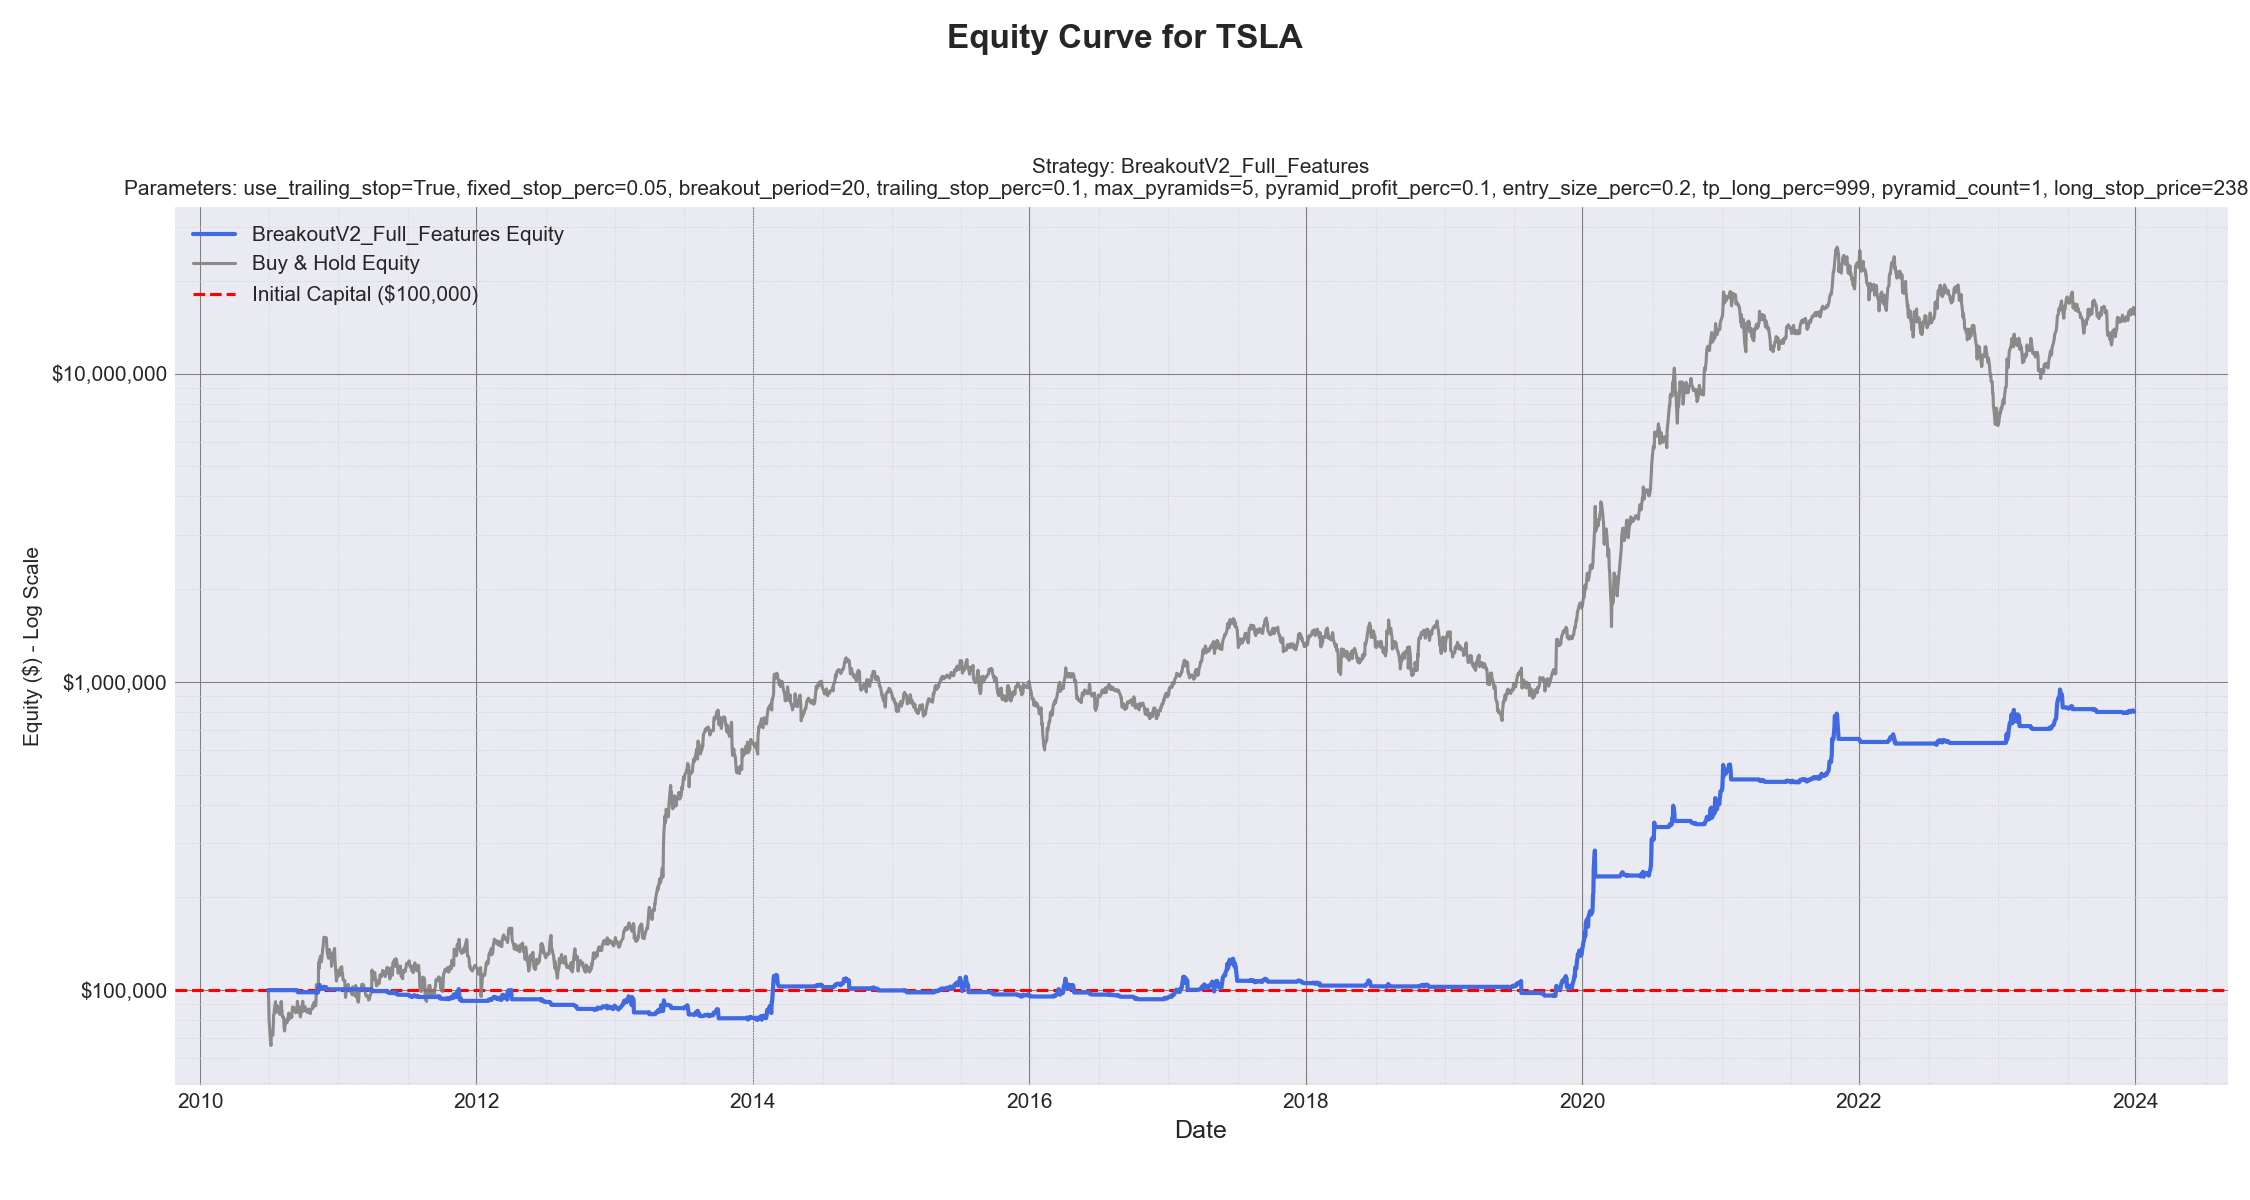 Equity Curve for TSLA
Strategy: BreakoutV2_Full_Features
Parameters: use_trailing_stop=True, fixed_stop_perc=0.05, breakout_period=20, trailing_stop_perc=0.1, max_pyramids=5, pyramid_profit_perc=0.1, entry_size_perc=0.2, tp_long_perc=999, pyramid_count=1, long_stop_price=238
BreakoutV2_Full_Features Equity
Buy & Hold Equity
Initial Capital ($100,000)
$10,000,000
$1,000,000
$100,000
Equity ($) - Log Scale
2010
2012
2014
2016
2018
2020
2022
2024
Date